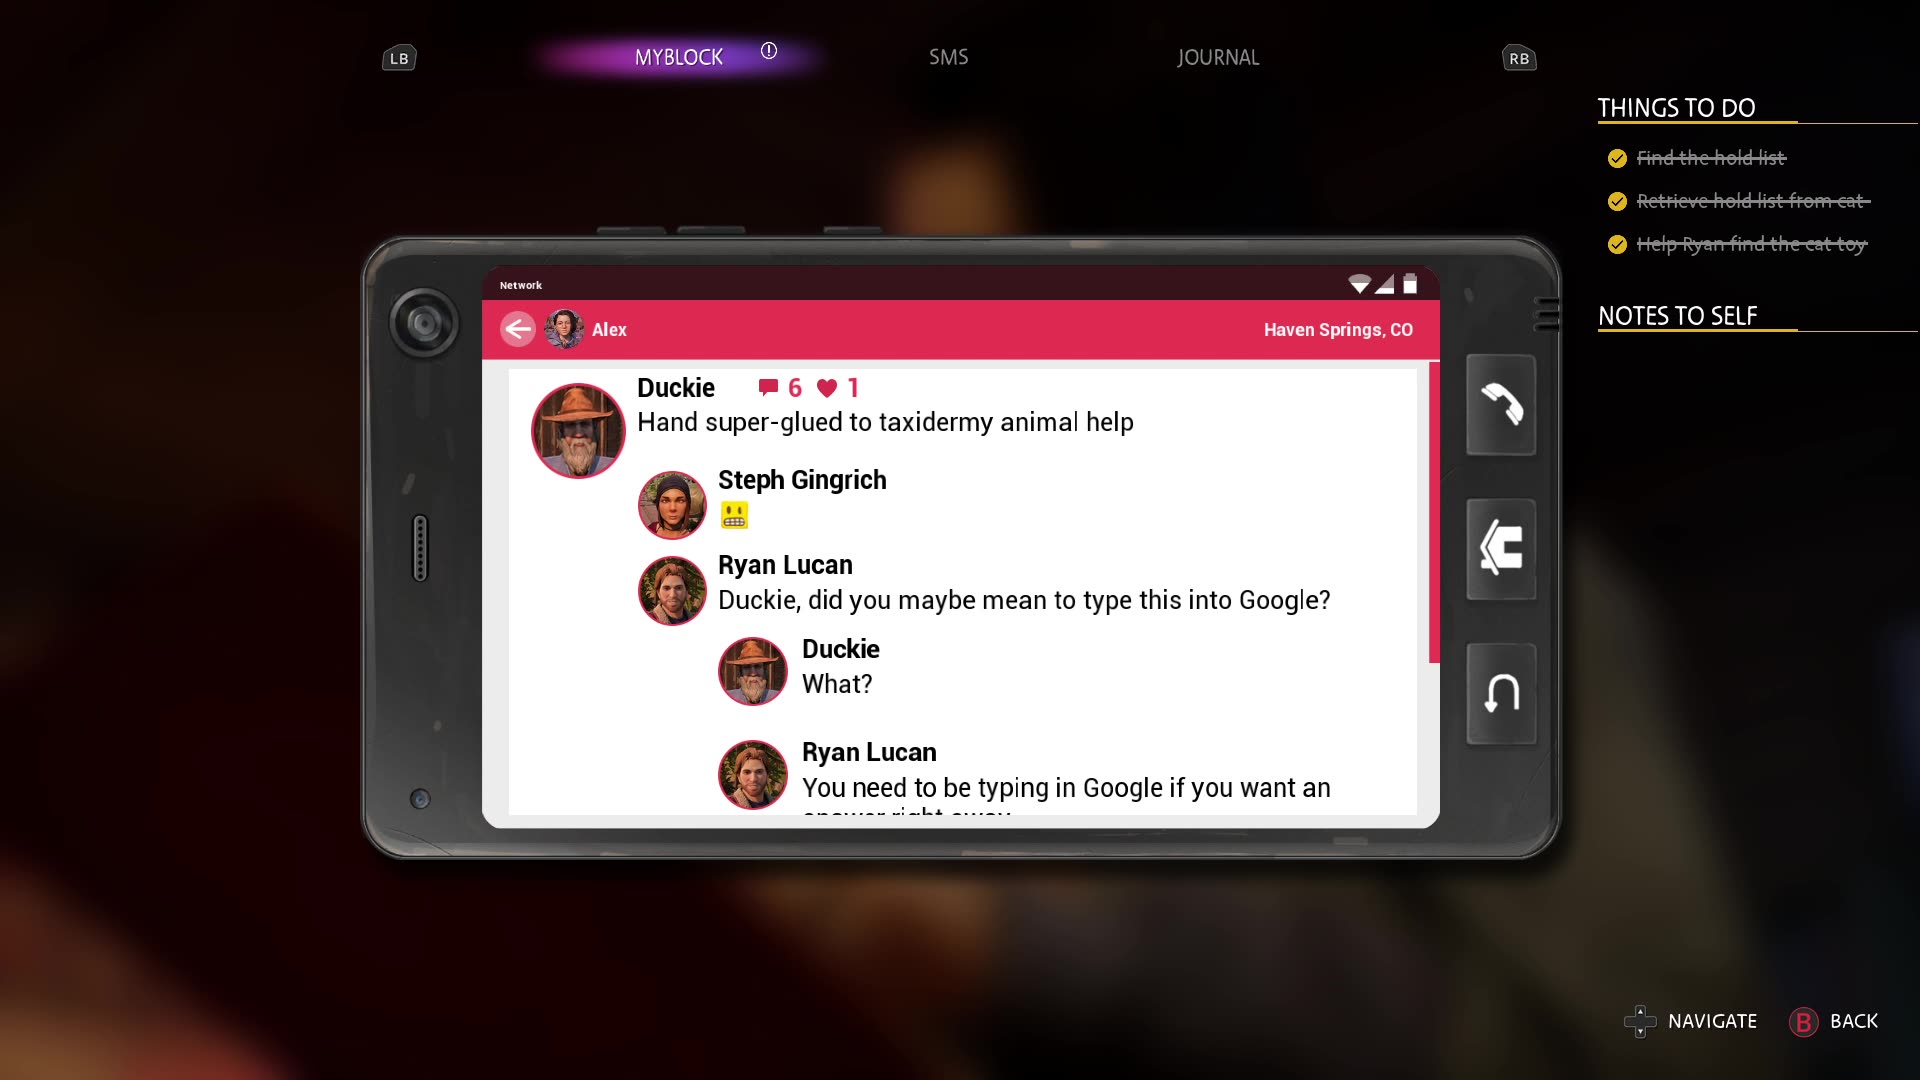 LB
MYBLOCK
SMS
JOURNAL
RB
THINGS TO DO
Find the hold list
Retrieve hold list from cat
Help Ryan find the cat toy
NOTES TO SELF
Network
Alex
Haven Springs, CO
Duckie 6 1
Hand super-glued to taxidermy animal help
Steph Gingrich
Ryan Lucan
Duckie, did you maybe mean to type this into Google?
Duckie
What?
Ryan Lucan
You need to be typing in Google if you want an
answer right away
NAVIGATE
B BACK